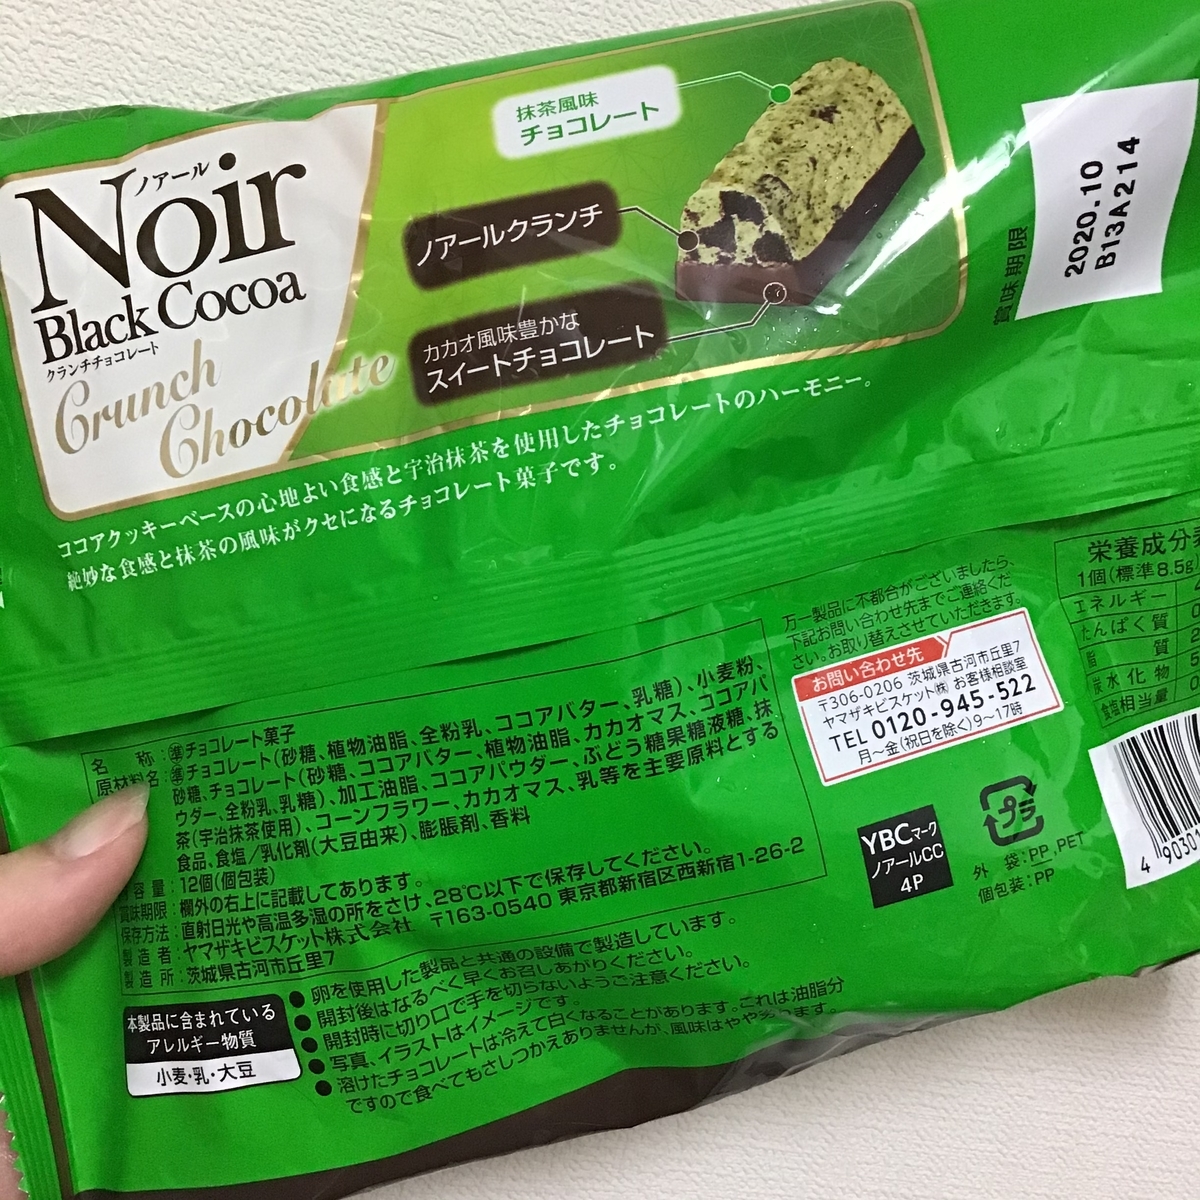 ノアール
Noir
Black Cocoa
クランチチョコレート
Crunch
Chocolate
抹茶風味
チョコレート
ノアールクランチ
カカオ風味豊かな
スイートチョコレート
賞味期限
2020.10
B13A214
ココアクッキーベースの心地よい食感と宇治抹茶を使用したチョコレートのハーモニー。
絶妙な食感と抹茶の風味がクセになるチョコレート菓子です。
名称:㊜チョコレート菓子
原材料名:㊜チョコレート(砂糖、植物油脂、全粉乳、ココアバター、乳糖)、小麦粉、
砂糖、チョコレート(砂糖、ココアバター、植物油脂、カカオマス、ココアパ
ウダー、全粉乳、乳糖)、加工油脂、ココアパウダー、ぶどう糖果糖液糖、抹
茶(宇治抹茶使用)、コーンフラワー、カカオマス、乳等を主要原料とする
食品、食塩/乳化剤(大豆由来)、膨脹剤、香料
容量:12個(個包装)
賞味期限:欄外の右上に記載してあります。
保存方法:直射日光や高温多湿の所をさけ、28℃以下で保存してください。
製造者:ヤマザキビスケット株式会社 〒163-0540 東京都新宿区西新宿1-26-2
製造所:茨城県古河市丘里7
本製品に含まれている
アレルギー物質
小麦・乳・大豆
●卵を使用した製品と共通の設備で製造しています。
●開封後はなるべく早くお召しあがりください。
●開封時に切り口で手を切らないようご注意ください。
●写真、イラストはイメージです。
●溶けたチョコレートは冷えて白くなることがあります。これは油脂分
ですので食べてもさしつかえありませんが、風味はやや劣ります。
万一製品に不都合がございましたら、
下記お問い合わせ先までご連絡くだ
さい。お取り替えさせていただきます。
お問い合わせ先
〒306-0206 茨城県古河市丘里7
ヤマザキビスケット㈱ お客様相談室
TEL 0120-945-522
月〜金(祝日を除く)9〜17時
YBCマーク
ノアールCC
4P
プラ
外 袋:PP,PET
個包装:PP
栄養成分
1個(標準8.5g)
エネルギー
たんぱく質
脂質
炭水化物
食塩相当量
4 9030